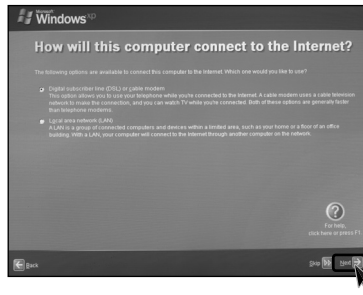 Microsoft
Windows xp
How will this computer connect to the Internet?
The following options are available to connect this computer to the Internet. Which one would you like to use?
Digital subscriber line (DSL) or cable modem
This option allows you to use your telephone while you're connected to the Internet. A cable modem uses a cable television
network to make the connection, and you can watch TV while you're connected. Both of these options are generally faster
than telephone modems.
Local area network (LAN)
A LAN is a group of connected computers and devices within a limited area, such as your home or a floor of an office
building. With a LAN, your computer will connect to the Internet through another computer on the network.
?
For help,
click here or press F1
Back
Skip
Next